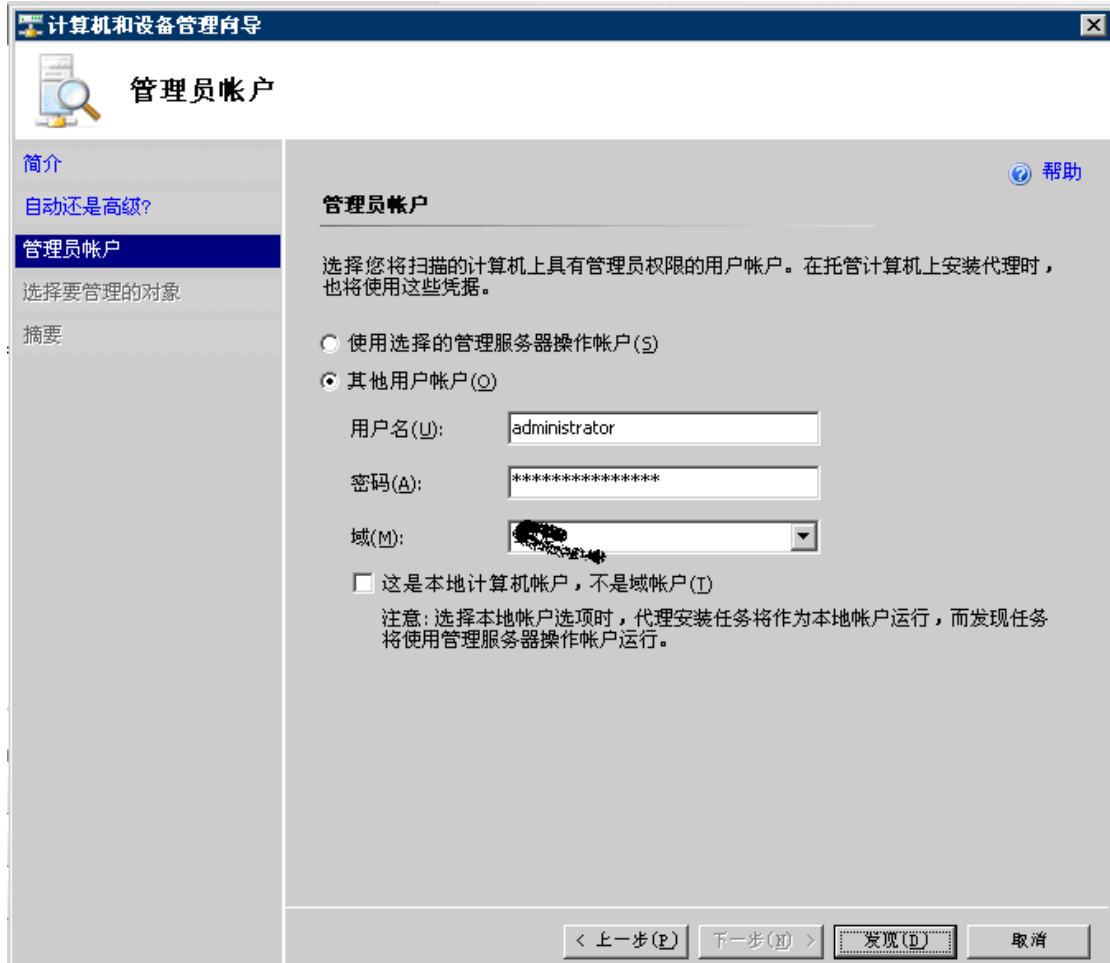 计算机和设备管理向导
管理员帐户
简介
自动还是高级?
管理员帐户
选择要管理的对象
摘要
帮助
管理员帐户
选择您将扫描的计算机上具有管理员权限的用户帐户。在托管计算机上安装代理时，
也将使用这些凭据。
使用选择的管理服务器操作帐户(S)
其他用户帐户(O)
用户名(U):
administrator
密码(A):
***************
域(M):
这是本地计算机帐户，不是域帐户(T)
注意:选择本地帐户选项时，代理安装任务将作为本地帐户运行，而发现任务
将使用管理服务器操作帐户运行。
< 上一步(P)
下一步(N) >
发现(D)
取消